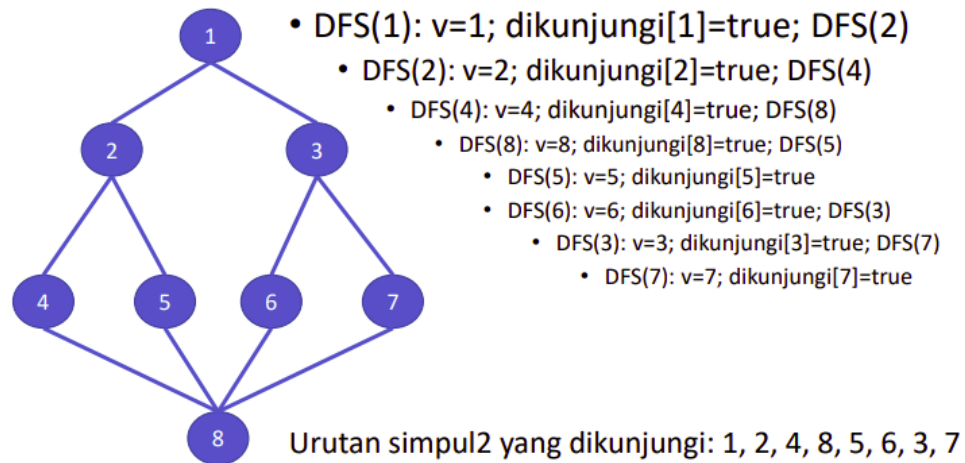 1
• DFS(1): v=1; dikunjungi[1]=true; DFS(2)
• DFS(2): v=2; dikunjungi[2]=true; DFS(4)
• DFS(4): v=4; dikunjungi[4]=true; DFS(8)
2
3
• DFS(8): v=8; dikunjungi[8]=true; DFS(5)
• DFS(5): v=5; dikunjungi[5]=true
• DFS(6): v=6; dikunjungi[6]=true; DFS(3)
• DFS(3): v=3; dikunjungi[3]=true; DFS(7)
• DFS(7): v=7; dikunjungi[7]=true
4
5
6
7
8
Urutan simpul2 yang dikunjungi: 1, 2, 4, 8, 5, 6, 3, 7